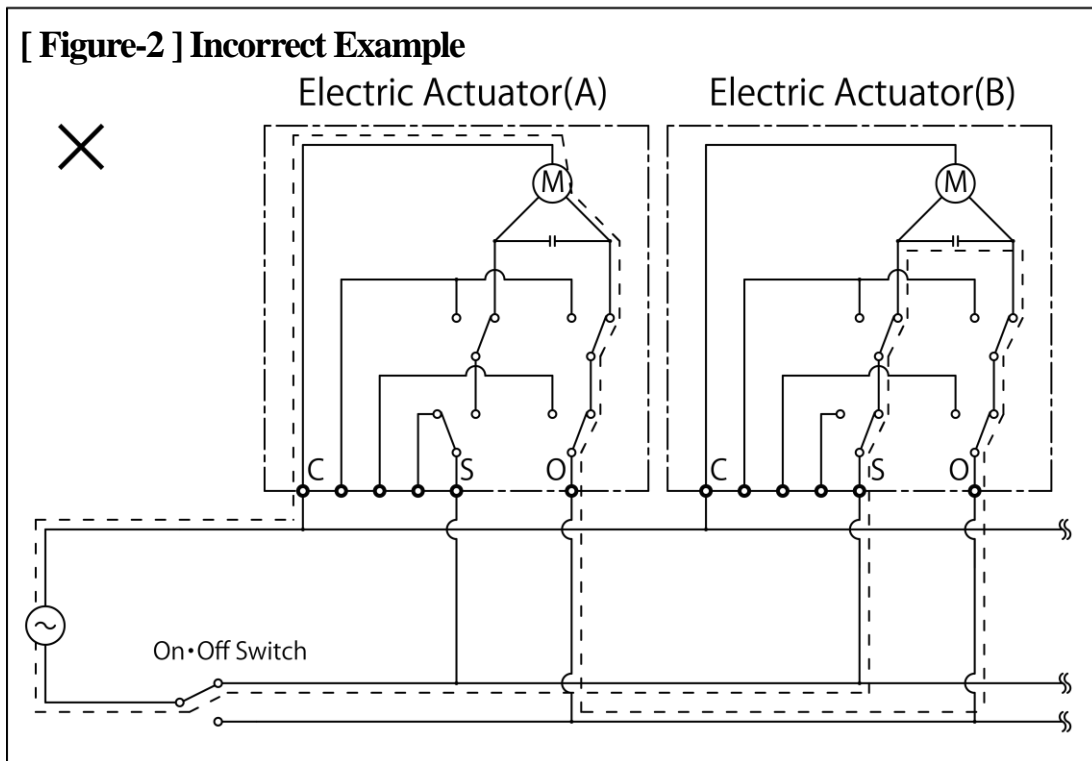 [ Figure-2 ] Incorrect Example
Electric Actuator(A) Electric Actuator(B)
M M
C S O C S O
On•Off Switch